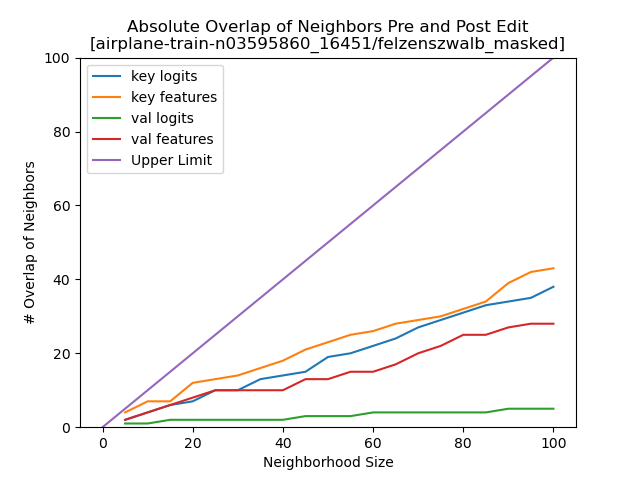 Absolute Overlap of Neighbors Pre and Post Edit
[airplane-train-n03595860_16451/felzenszwalb_masked]
key logits
key features
val logits
val features
Upper Limit
# Overlap of Neighbors
100
80
60
40
20
0
0 20 40 60 80 100
Neighborhood Size